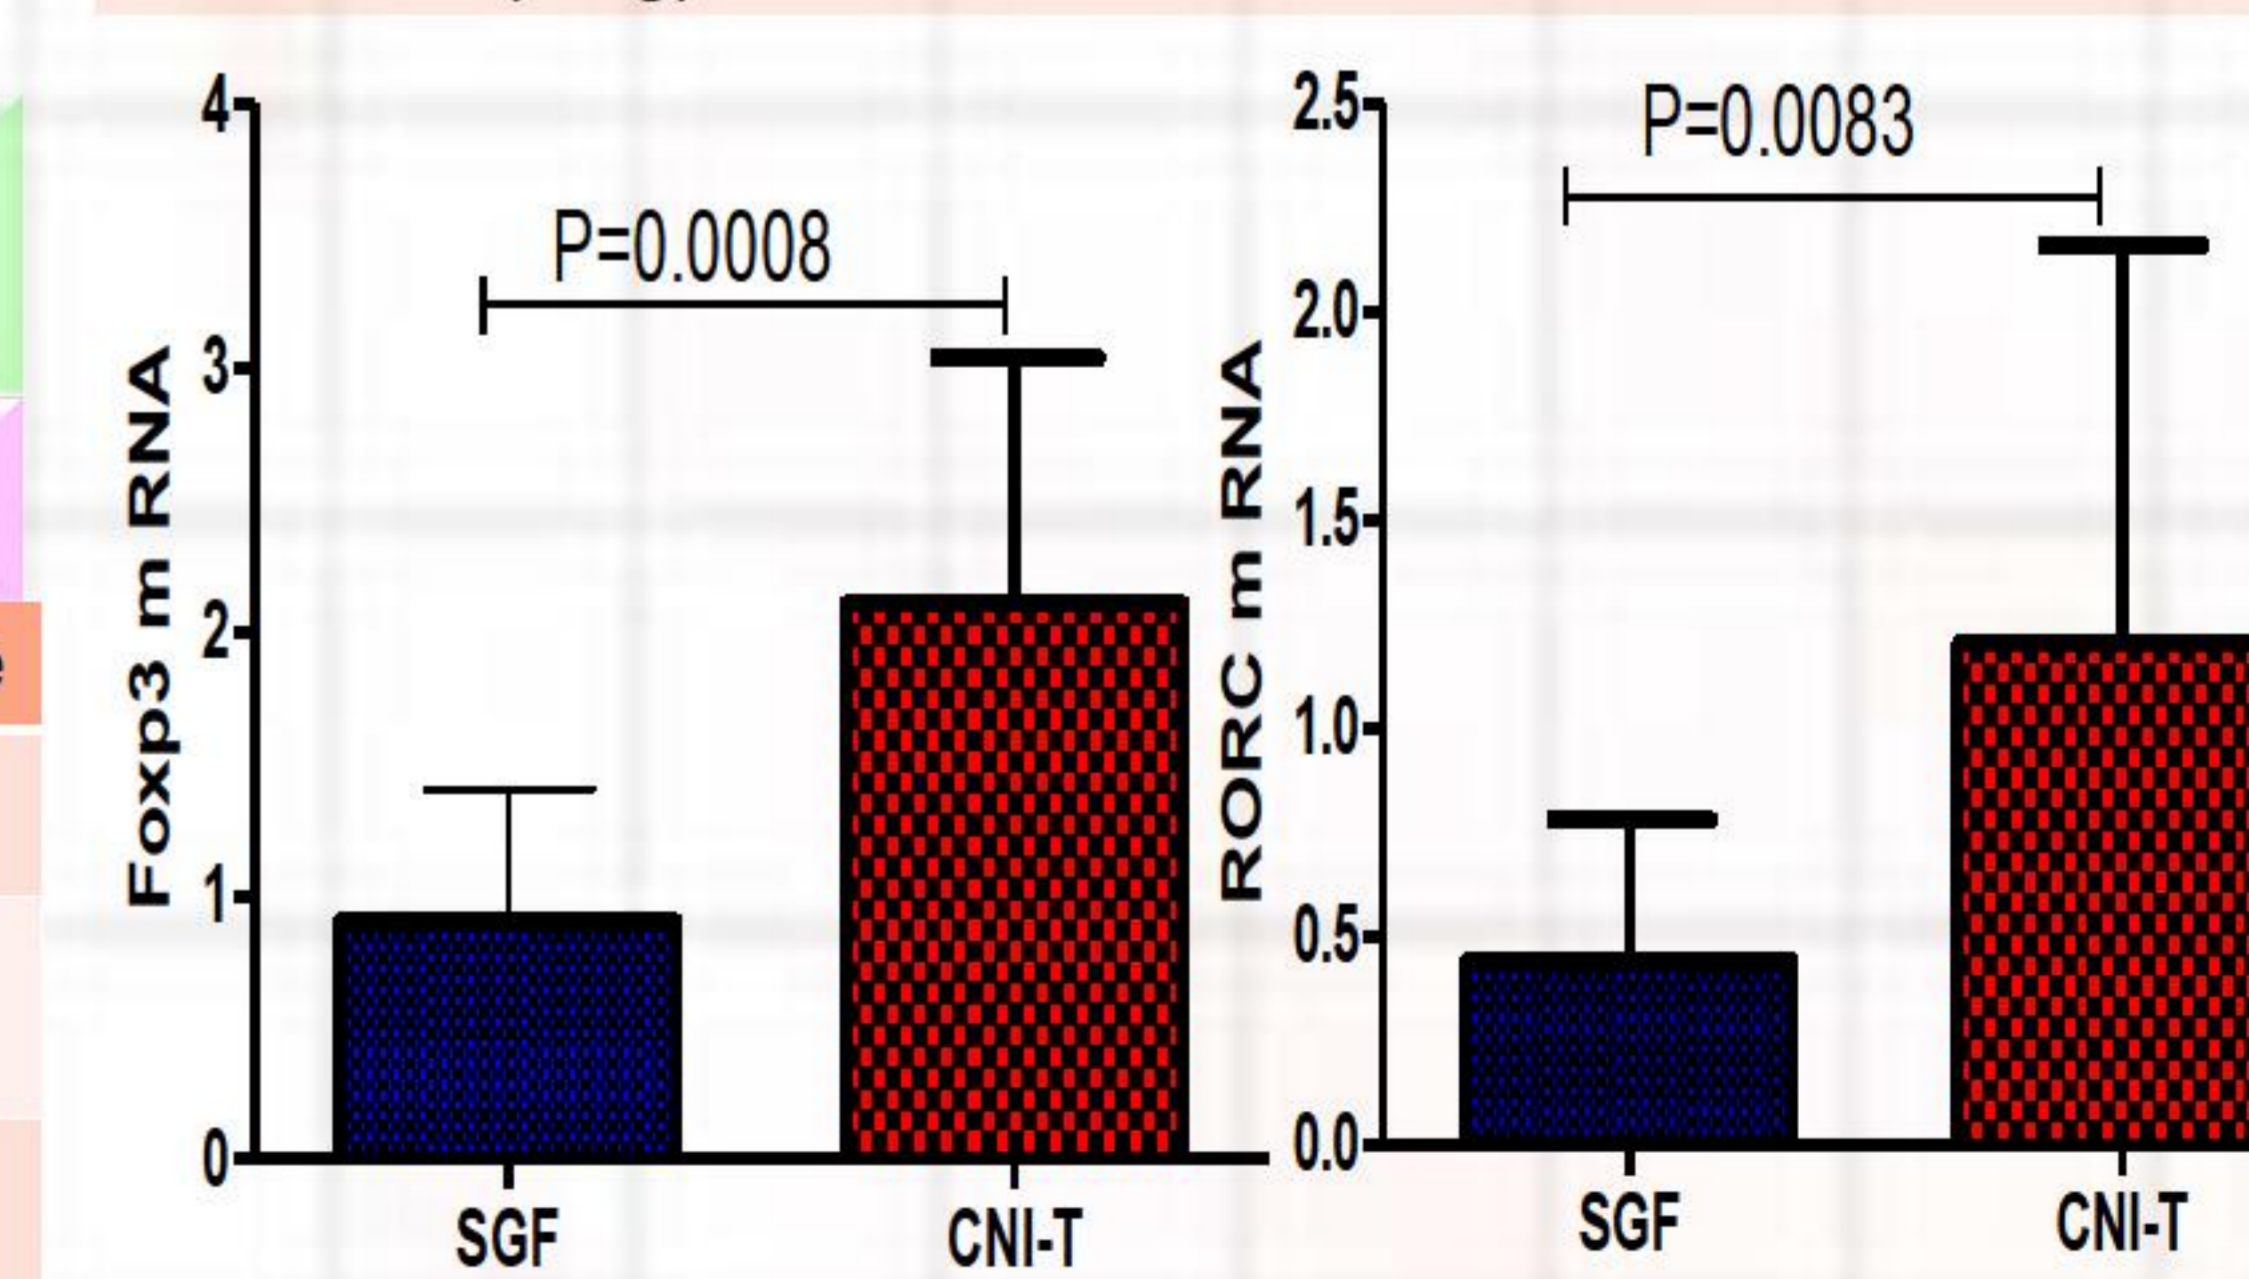 P=0.0008
Foxp3 m RNA
4
3
2
1
0
SGF
CNI-T
P=0.0083
RORC m RNA
2.5
2.0
1.5
1.0
0.5
0.0
SGF
CNI-T